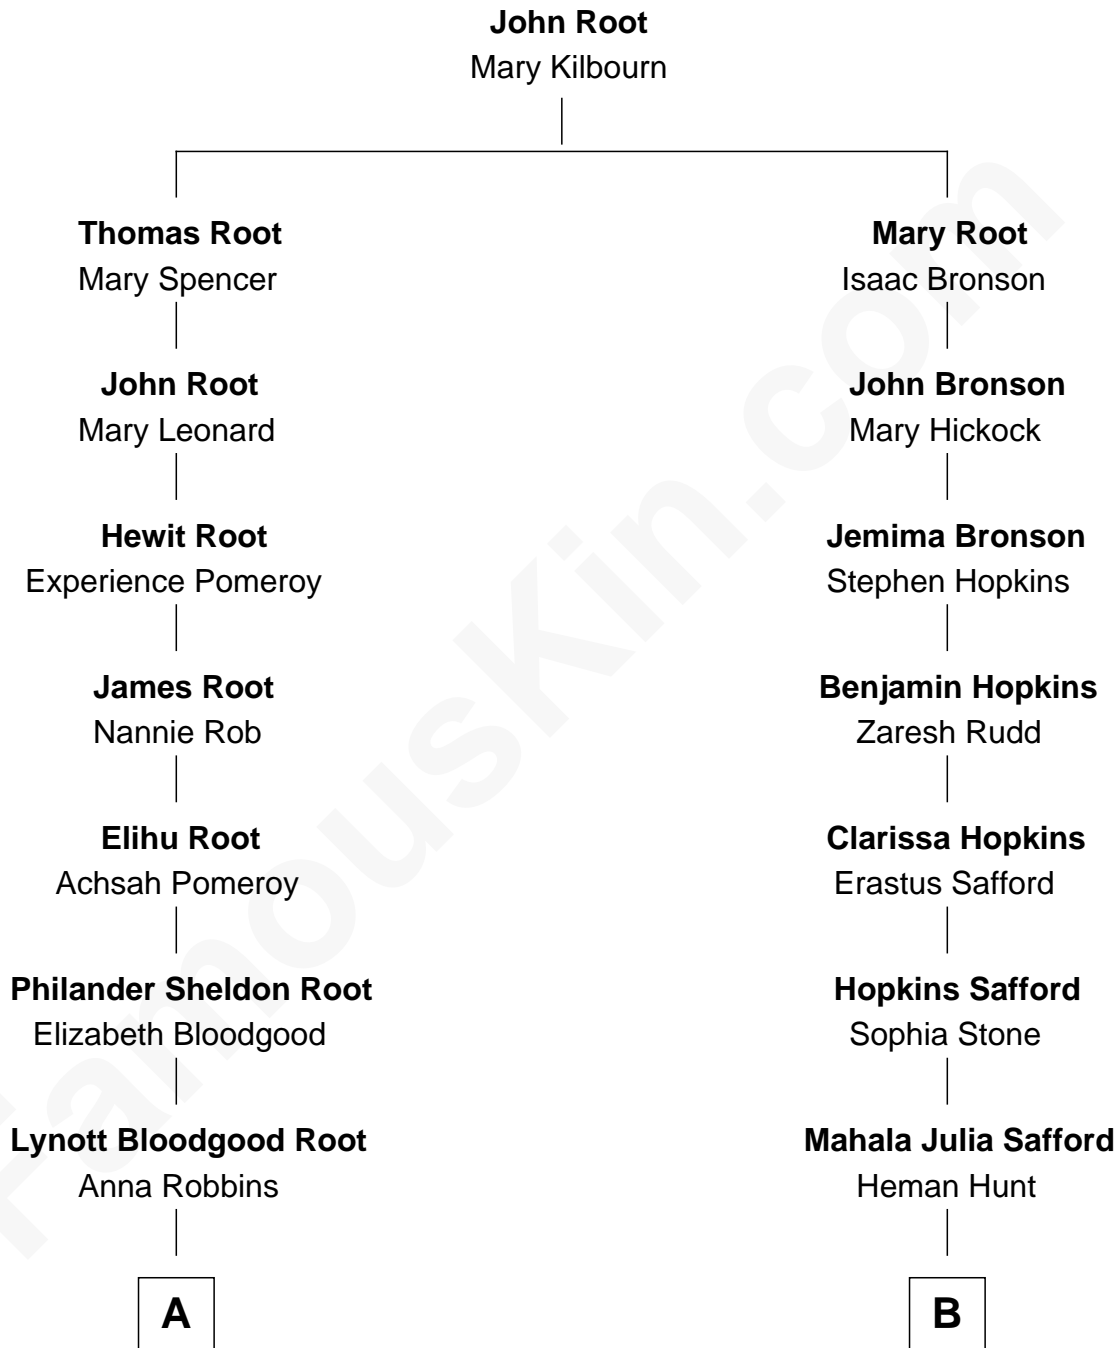 John Root
Mary Kilbourn
Thomas Root
Mary Spencer
Mary Root
Isaac Bronson
John Root
Mary Leonard
John Bronson
Mary Hickock
Hewit Root
Experience Pomeroy
Jemima Bronson
Stephen Hopkins
James Root
Nannie Rob
Benjamin Hopkins
Zaresh Rudd
Elihu Root
Achsah Pomeroy
Clarissa Hopkins
Erastus Safford
Philander Sheldon Root
Elizabeth Bloodgood
Hopkins Safford
Sophia Stone
Lynott Bloodgood Root
Anna Robbins
Mahala Julia Safford
Heman Hunt
A
B
FamousKin.com